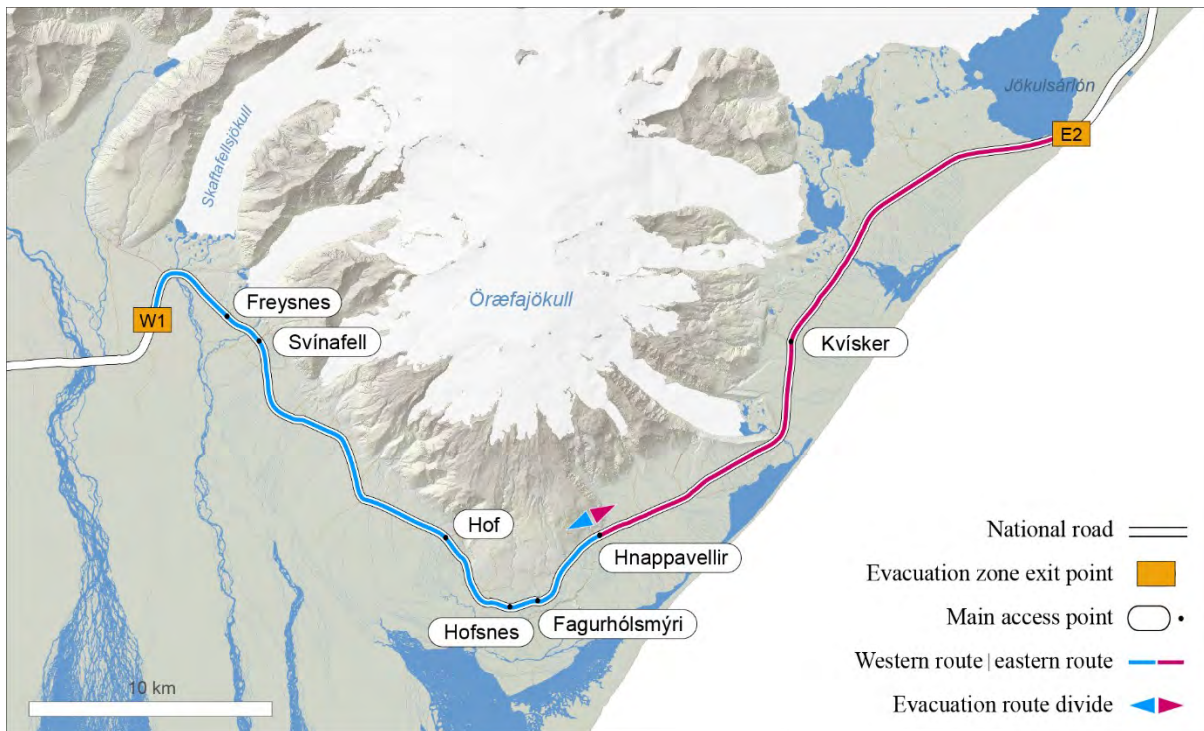 Jökulsárlón
E2
Skaftafellsjökull
Öræfajökull
W1
Freysnes
Svínafell
Kvísker
Hof
Hnappavellir
Hofsnes
Fagurhólsmýri
10 km
National road
Evacuation zone exit point
Main access point
Western route | eastern route
Evacuation route divide